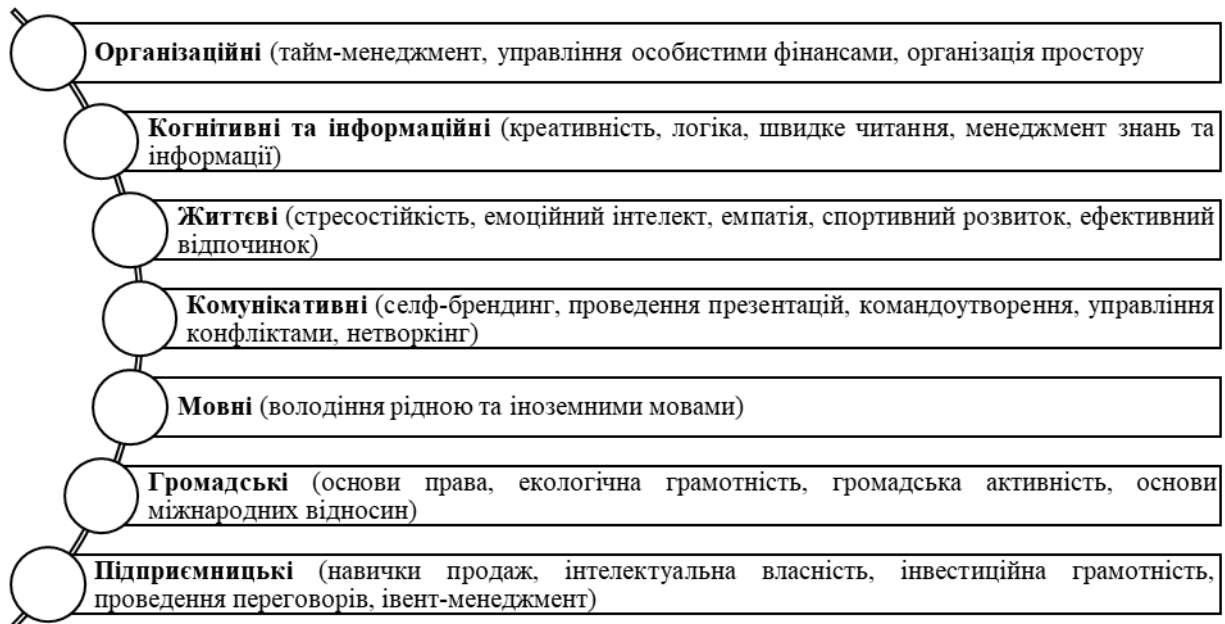 Організаційні (тайм-менеджмент, управління особистими фінансами, організація простору
Когнітивні та інформаційні (креативність, логіка, швидке читання, менеджмент знань та
інформації)
Життєві (стресостійкість, емоційний інтелект, емпатія, спортивний розвиток, ефективний
відпочинок)
Комунікативні (селф-брендинг, проведення презентацій, командоутворення, управління
конфліктами, нетворкінг)
Мовні (володіння рідною та іноземними мовами)
Громадські (основи права, екологічна грамотність, громадська активність, основи
міжнародних відносин)
Підприємницькі (навички продаж, інтелектуальна власність, інвестиційна грамотність,
проведення переговорів, івент-менеджмент)